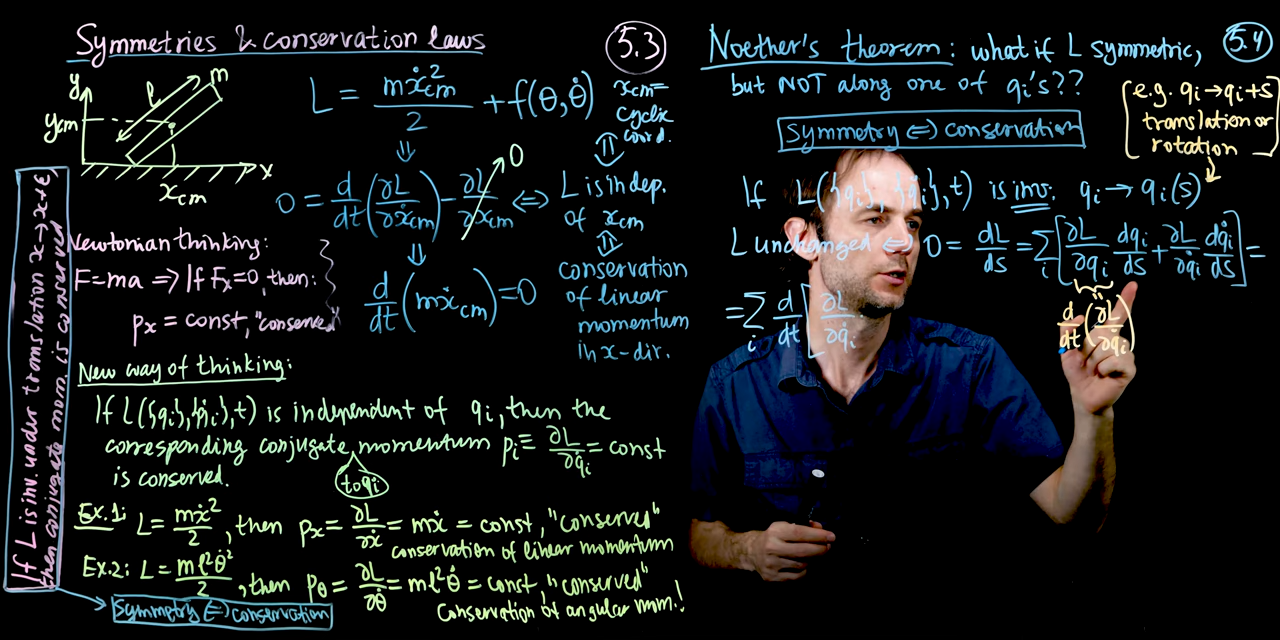 Symmetries & conservation laws
5.3
y
l
m
ycm
x
xcm
L = mẋ²cm/2 + f(θ, θ̇)
xcm =
cyclic
coord.
⇓
⇕
0
0 = d/dt(∂L/∂ẋcm) - ∂L/∂xcm ⇔ L is indep.
of xcm
⇓
⇕
d/dt(mẋcm) = 0
conservation
of linear
momentum
in x-dir.
Newtonian thinking:
F=ma => If Fx=0, then:
px = const, "conserved"
New way of thinking:
If L({qi},{q̇i},t) is independent of qi, then the
corresponding conjugate momentum pi ≡ ∂L/∂q̇i = const
is conserved.
to qi
Ex.1: L = mẋ²/2, then px = ∂L/∂ẋ = mẋ = const, "conserved"
conservation of linear momentum
Ex.2: L = ml²θ̇²/2, then pθ = ∂L/∂θ̇ = ml²θ̇ = const, "conserved"
Conservation of angular mom.!
Symmetry ⇔ conservation
If L is inv. under translation x → x+ε,
then conjugate mom. is conserved
Noether's theorem: what if L symmetric,
5.4
but NOT along one of qi's??
e.g. qi → qi+s
translation or
rotation
Symmetry ⇔ conservation
If L({qi},{q̇i},t) is inv: qi → qi(s)
L unchanged ⇔ 0 = dL/ds = ∑i [∂L/∂qi dqi/ds + ∂L/∂q̇i dq̇i/ds] =
d/dt(∂L/∂q̇i)
= ∑i d/dt [∂L/∂q̇i